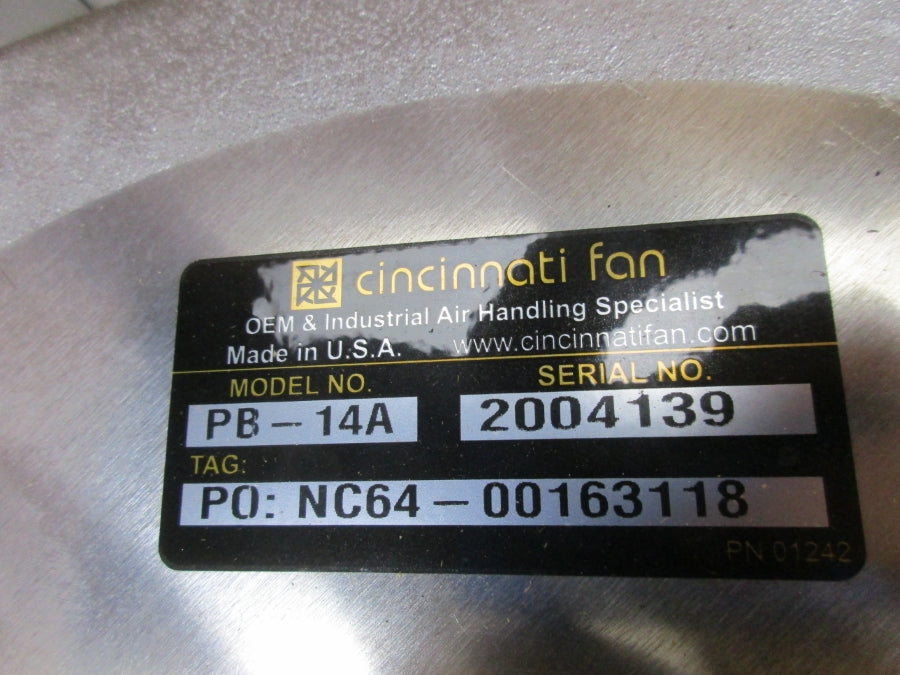 cincinnati fan
OEM & Industrial Air Handling Specialist
Made in U.S.A. www.cincinnatifan.com
MODEL NO. SERIAL NO.
PB-14A 2004139
TAG:
PO: NC64-00163118
PN 01242